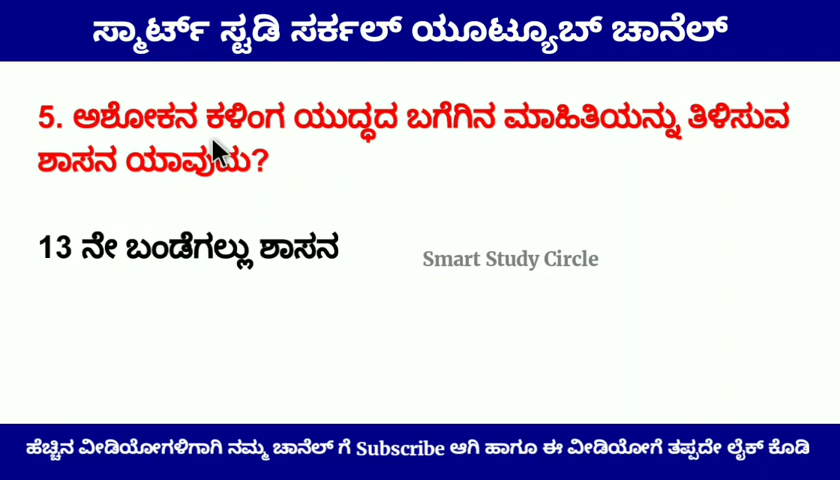 ಸ್ಮಾರ್ಟ್ ಸ್ಟಡಿ ಸರ್ಕಲ್ ಯೂಟ್ಯೂಬ್ ಚಾನೆಲ್
5. ಅಶೋಕನ ಕಳಿಂಗ ಯುದ್ಧದ ಬಗೆಗಿನ ಮಾಹಿತಿಯನ್ನು ತಿಳಿಸುವ
ಶಾಸನ ಯಾವುದು?
13 ನೇ ಬಂಡೆಗಲ್ಲು ಶಾಸನ
Smart Study Circle
ಹೆಚ್ಚಿನ ವೀಡಿಯೋಗಳಿಗಾಗಿ ನಮ್ಮ ಚಾನೆಲ್ ಗೆ Subscribe ಆಗಿ ಹಾಗೂ ಈ ವೀಡಿಯೋಗೆ ತಪ್ಪದೇ ಲೈಕ್ ಕೊಡಿ